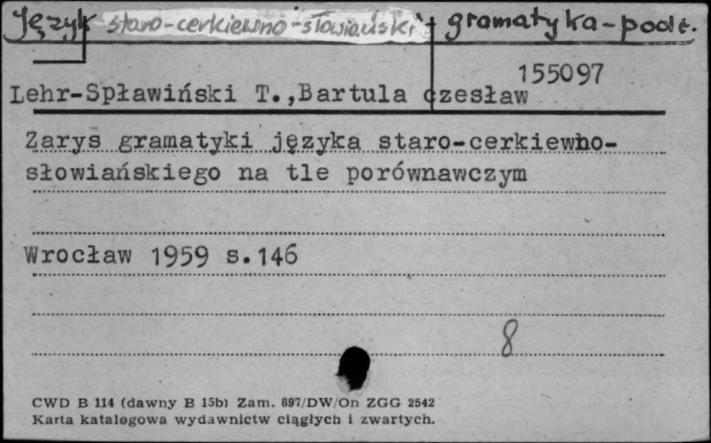 Język staro-cerkiewno-słowiański gramatyka-podr.
155097
Lehr-Spławiński T.,Bartula czesław
Zarys gramatyki języka staro-cerkiewno-
słowiańskiego na tle porównawczym
Wrocław 1959 s.146
8
CWD B 114 (dawny B 15b) Zam. 897/DW/On ZGG 2542
Karta katalogowa wydawnictw ciągłych i zwartych.